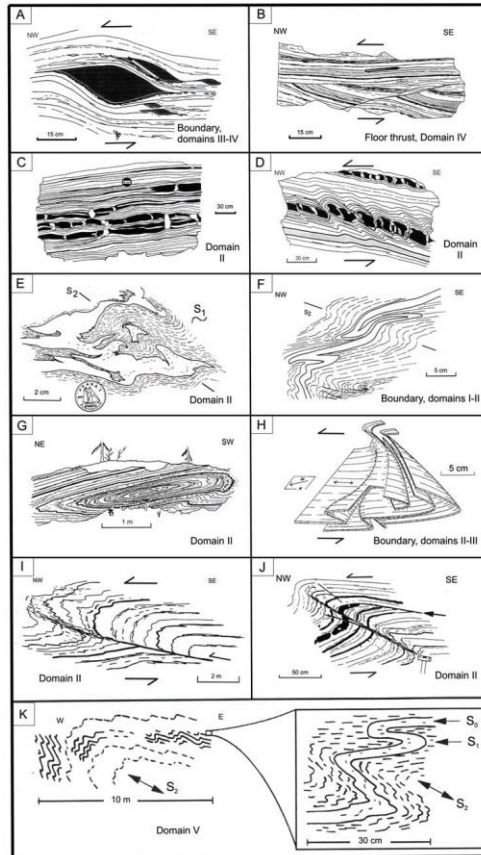 A
NW
SE
15 cm
Boundary,
domains III-IV
B
NW
SE
15 cm
Floor thrust, Domain IV
C
30 cm
Domain
II
D
NW
SE
30 cm
Domain
II
E
S2
S1
2 cm
Domain II
F
NW
SE
S2
5 cm
Boundary, domains I-II
G
NE
SW
1 m
Domain II
H
5 cm
Boundary, domains II-III
I
NW
SE
Domain II
2 m
J
NW
SE
50 cm
Domain II
K
W
E
S2
10 m
Domain V
S0
S1
S2
30 cm